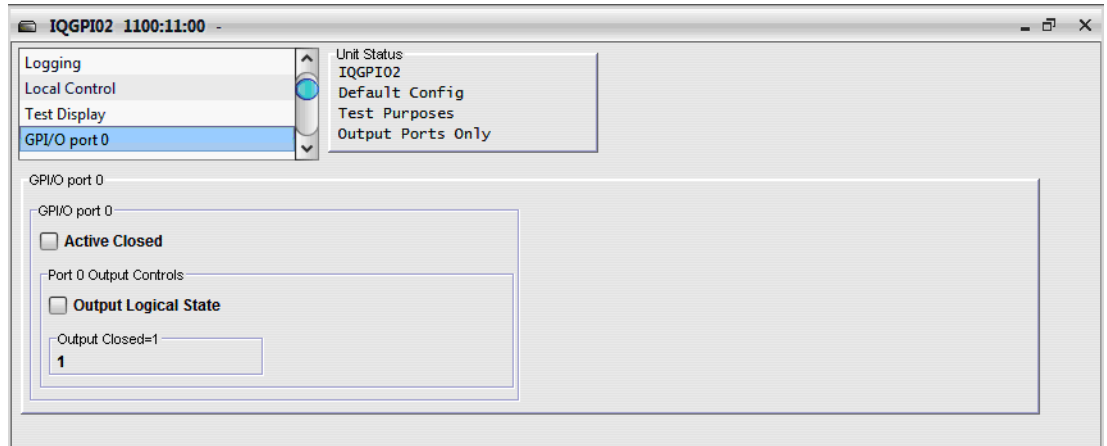 IQGPI02 1100:11:00 -
Logging
Local Control
Test Display
GPI/O port 0
Unit Status
IQGPI02
Default Config
Test Purposes
Output Ports Only
GPI/O port 0
GPI/O port 0
Active Closed
Port 0 Output Controls
Output Logical State
Output Closed=1
1